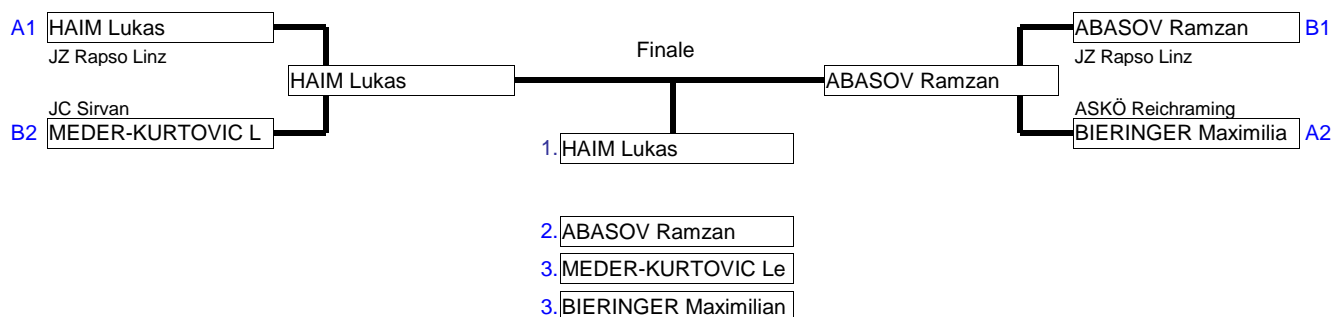 A1 HAIM Lukas
JZ Rapso Linz
JC Sirvan
B2 MEDER-KURTOVIC L
HAIM Lukas
Finale
ABASOV Ramzan
ABASOV Ramzan B1
JZ Rapso Linz
ASKÖ Reichraming
BIERINGER Maximilia A2
1. HAIM Lukas
2. ABASOV Ramzan
3. MEDER-KURTOVIC Le
3. BIERINGER Maximilian